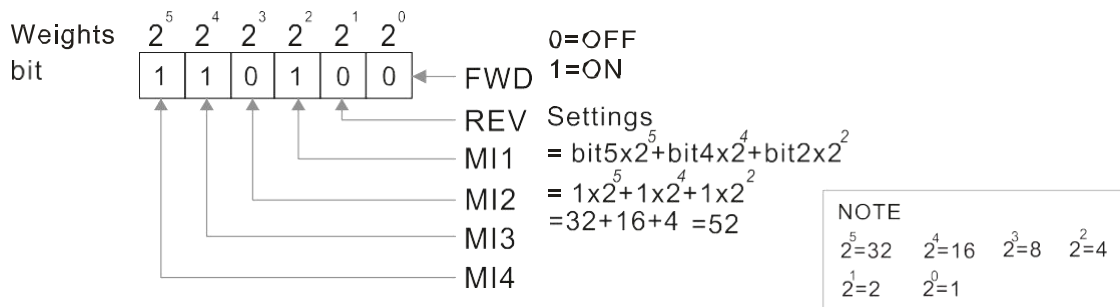 Weights 2^5 2^4 2^3 2^2 2^1 2^0
bit 1 1 0 1 0 0
0=OFF
1=ON
FWD
REV
MI1
MI2
MI3
MI4
Settings
= bit5x2^5+bit4x2^4+bit2x2^2
= 1x2^5+1x2^4+1x2^2
=32+16+4 =52
NOTE
2^5=32 2^4=16 2^3=8 2^2=4
2^1=2 2^0=1